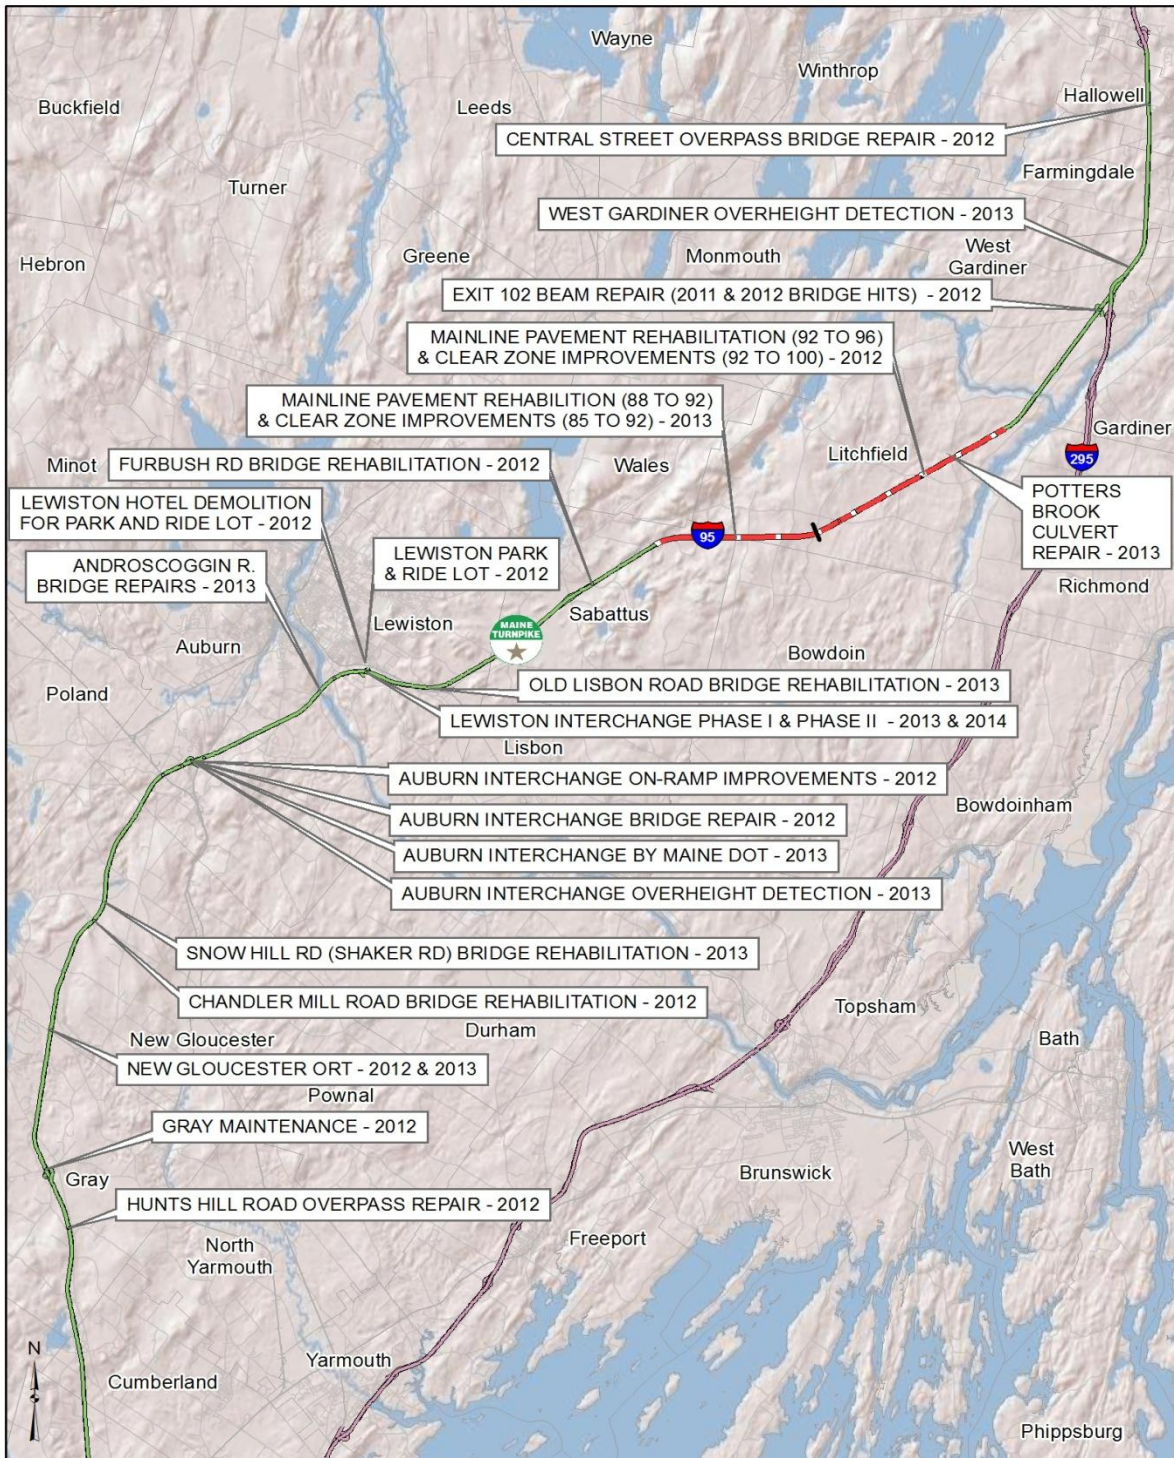 Wayne
Winthrop
Buckfield
Leeds
Hallowell
CENTRAL STREET OVERPASS BRIDGE REPAIR - 2012
Farmingdale
Turner
WEST GARDINER OVERHEIGHT DETECTION - 2013
West
Gardiner
Hebron
Greene
Monmouth
EXIT 102 BEAM REPAIR (2011 & 2012 BRIDGE HITS) - 2012
MAINLINE PAVEMENT REHABILITATION (92 TO 96)
& CLEAR ZONE IMPROVEMENTS (92 TO 100) - 2012
MAINLINE PAVEMENT REHABILITION (88 TO 92)
& CLEAR ZONE IMPROVEMENTS (85 TO 92) - 2013
Gardiner
Minot
FURBUSH RD BRIDGE REHABILITATION - 2012
Wales
Litchfield
295
LEWISTON HOTEL DEMOLITION
FOR PARK AND RIDE LOT - 2012
POTTERS
BROOK
CULVERT
REPAIR - 2013
95
LEWISTON PARK
& RIDE LOT - 2012
ANDROSCOGGIN R.
BRIDGE REPAIRS - 2013
Richmond
Sabattus
MAINE
TURNPIKE
Lewiston
Auburn
Bowdoin
Poland
OLD LISBON ROAD BRIDGE REHABILITATION - 2013
LEWISTON INTERCHANGE PHASE I & PHASE II - 2013 & 2014
Lisbon
AUBURN INTERCHANGE ON-RAMP IMPROVEMENTS - 2012
Bowdoinham
AUBURN INTERCHANGE BRIDGE REPAIR - 2012
AUBURN INTERCHANGE BY MAINE DOT - 2013
AUBURN INTERCHANGE OVERHEIGHT DETECTION - 2013
SNOW HILL RD (SHAKER RD) BRIDGE REHABILITATION - 2013
CHANDLER MILL ROAD BRIDGE REHABILITATION - 2012
Topsham
Durham
New Gloucester
Bath
NEW GLOUCESTER ORT - 2012 & 2013
Pownal
GRAY MAINTENANCE - 2012
West
Bath
Gray
Brunswick
HUNTS HILL ROAD OVERPASS REPAIR - 2012
Freeport
North
Yarmouth
N
Yarmouth
Cumberland
Phippsburg